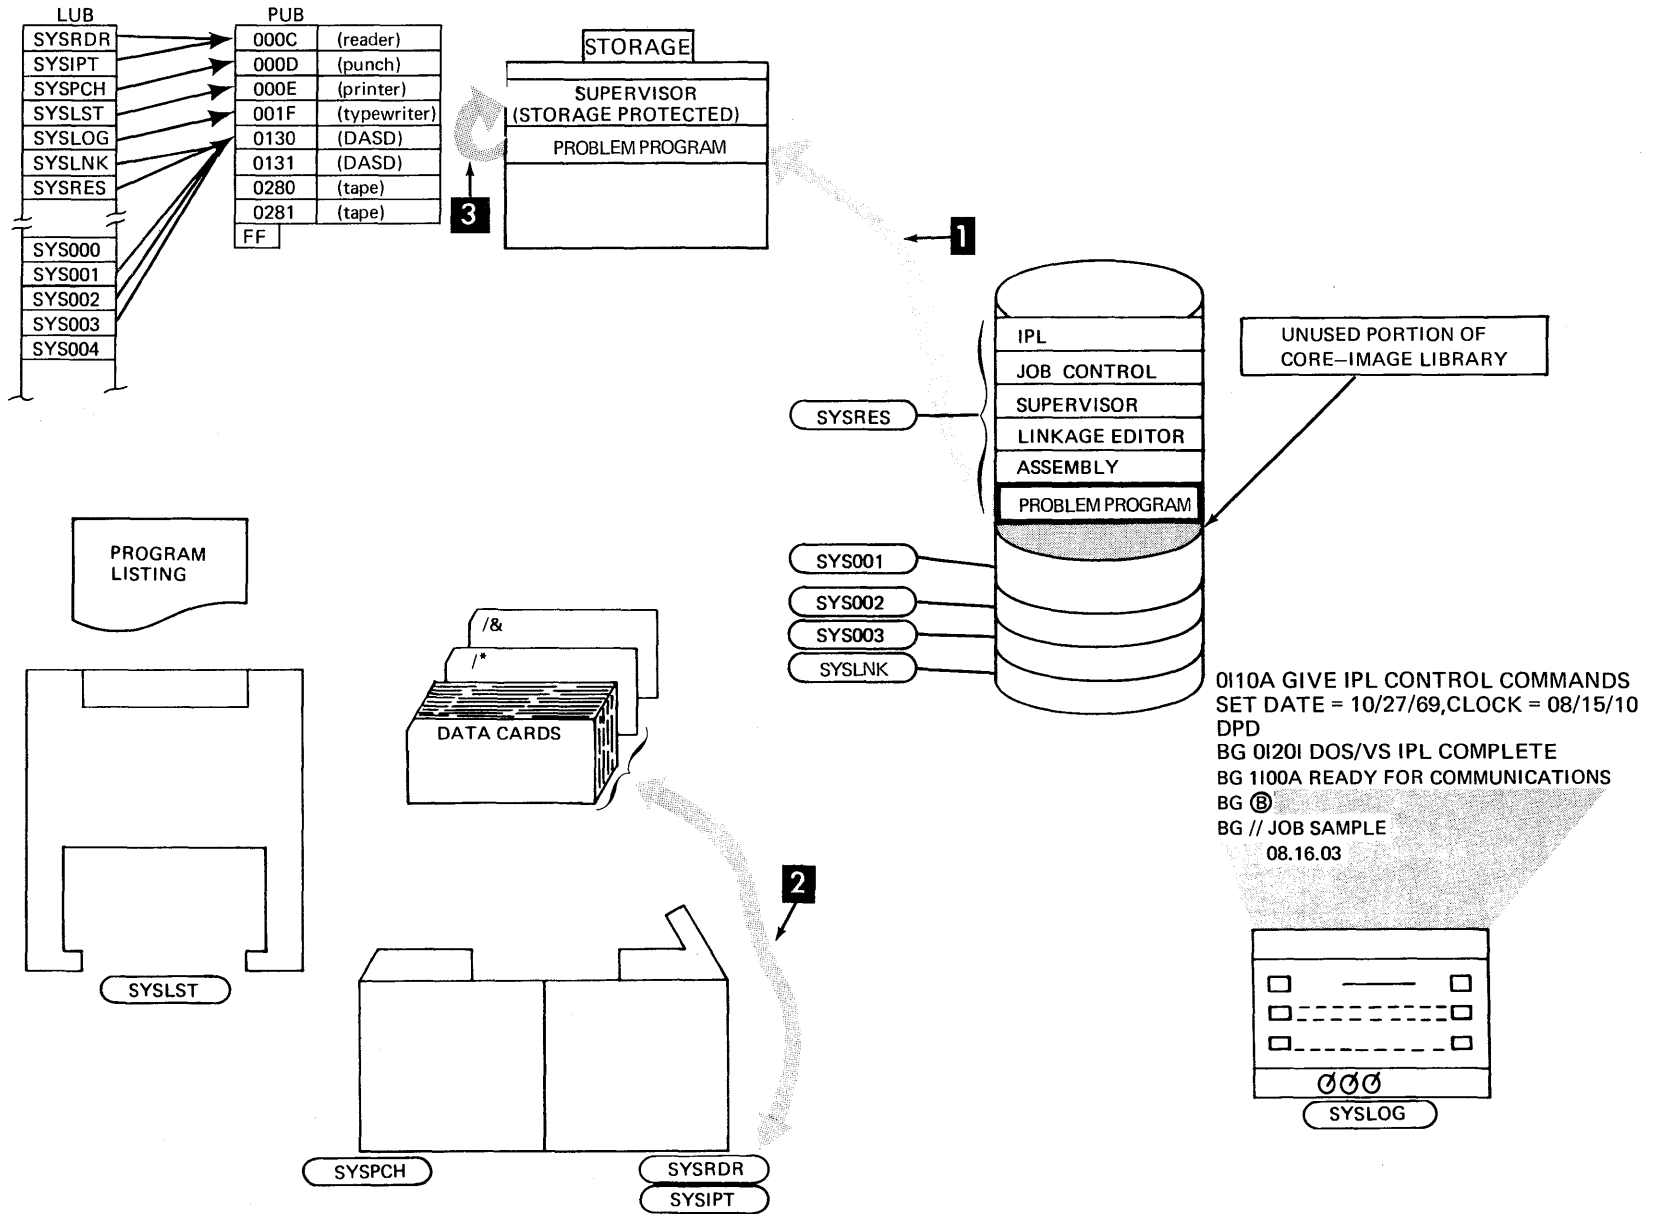 LUB
SYSRDR
SYSIPT
SYSPCH
SYSLST
SYSLOG
SYSLNK
SYSRES
SYS000
SYS001
SYS002
SYS003
SYS004
PUB
000C (reader)
000D (punch)
000E (printer)
001F (typewriter)
0130 (DASD)
0131 (DASD)
0280 (tape)
0281 (tape)
FF
3
STORAGE
SUPERVISOR
(STORAGE PROTECTED)
PROBLEM PROGRAM
1
IPL
JOB CONTROL
SUPERVISOR
LINKAGE EDITOR
ASSEMBLY
PROBLEM PROGRAM
SYSRES
UNUSED PORTION OF
CORE–IMAGE LIBRARY
SYS001
SYS002
SYS003
SYSLNK
PROGRAM
LISTING
SYSLST
/&
/*
DATA CARDS
2
SYSPCH
SYSRDR
SYSIPT
0I10A GIVE IPL CONTROL COMMANDS
SET DATE = 10/27/69,CLOCK = 08/15/10
DPD
BG 0I20I DOS/VS IPL COMPLETE
BG 1I00A READY FOR COMMUNICATIONS
BG Ⓑ
BG // JOB SAMPLE
08.16.03
SYSLOG